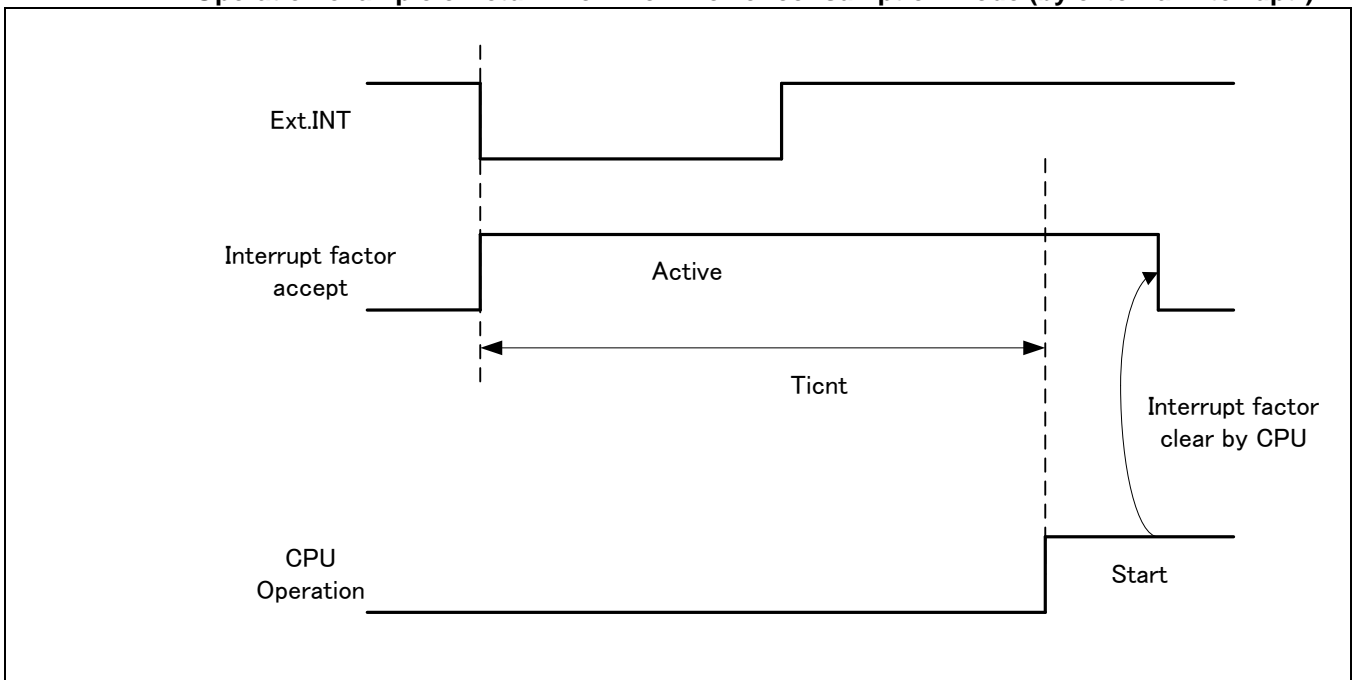 Ext.INT
Interrupt factor
accept
Active
Ticnt
Interrupt factor
clear by CPU
CPU
Operation
Start